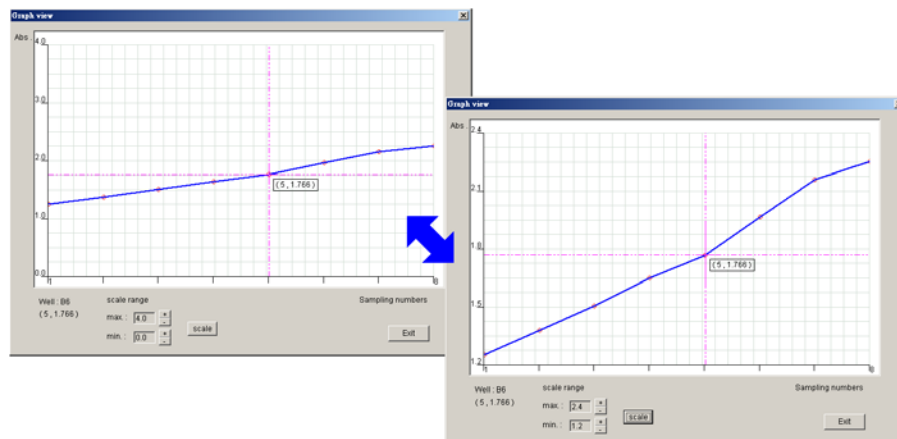 Graph view
Abs.
4.0
3.0
2.0
(5,1.766)
1.0
0.0
1
8
Well : B6
scale range
Sampling numbers
(5,1.766)
max. : 4.0
+
-
scale
min. : 0.0
+
-
Exit
Graph view
Abs.
2.4
2.1
1.8
(5,1.766)
1.5
1.2
1
8
Well : B6
scale range
Sampling numbers
(5,1.766)
max. : 2.4
+
-
scale
min. : 1.2
+
-
Exit